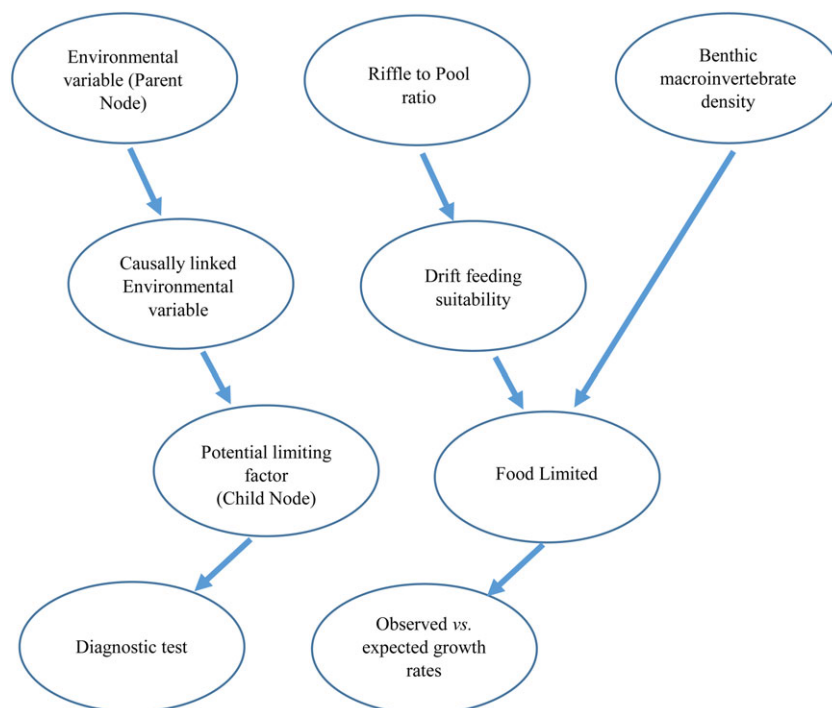 Environmental
variable (Parent
Node)
Riffle to Pool
ratio
Benthic
macroinvertebrate
density
Causally linked
Environmental
variable
Drift feeding
suitability
Potential limiting
factor
(Child Node)
Food Limited
Diagnostic test
Observed vs.
expected growth
rates